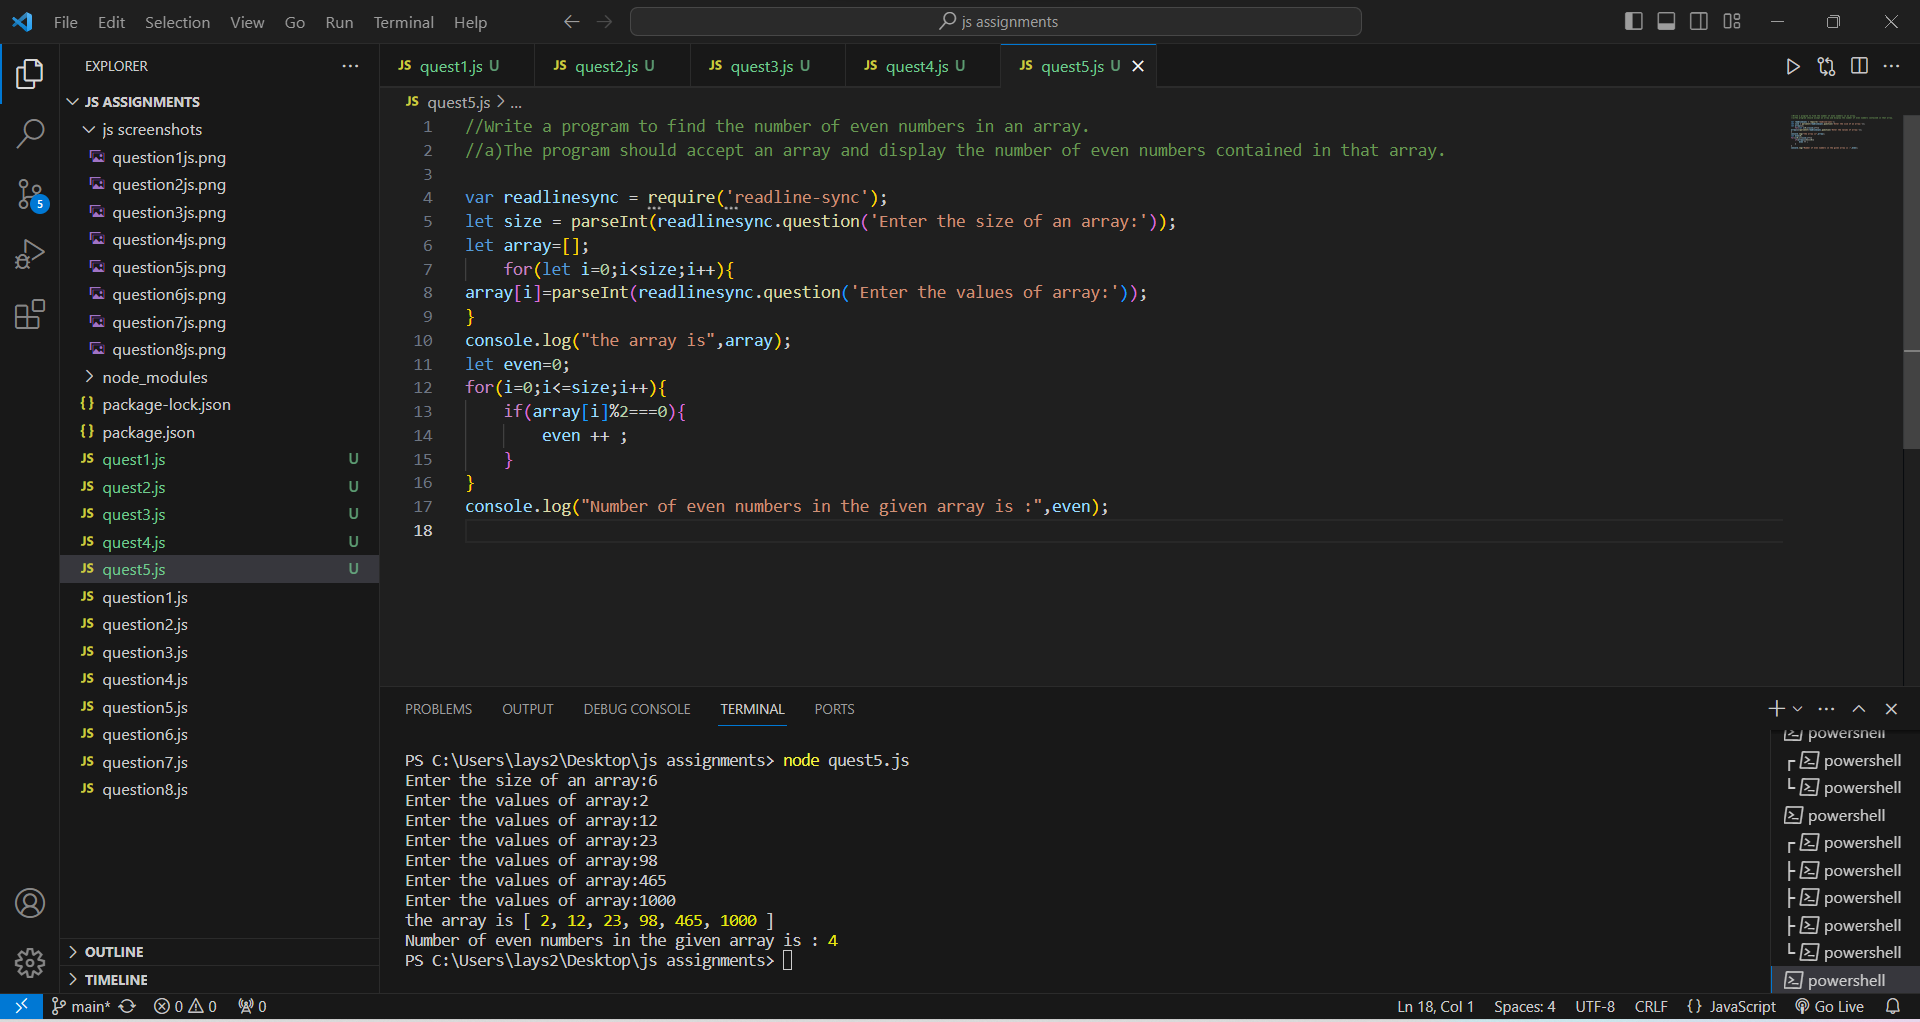 File Edit Selection View Go Run Terminal Help js assignments
EXPLORER
JS ASSIGNMENTS
js screenshots
question1js.png
question2js.png
question3js.png
question4js.png
question5js.png
question6js.png
question7js.png
question8js.png
node_modules
{} package-lock.json
{} package.json
JS quest1.js U
JS quest2.js U
JS quest3.js U
JS quest4.js U
JS quest5.js U
JS question1.js
JS question2.js
JS question3.js
JS question4.js
JS question5.js
JS question6.js
JS question7.js
JS question8.js
OUTLINE
TIMELINE
5
JS quest1.js U JS quest2.js U JS quest3.js U JS quest4.js U JS quest5.js U
JS quest5.js > ...
1 //Write a program to find the number of even numbers in an array.
2 //a)The program should accept an array and display the number of even numbers contained in that array.
3
4 var readlinesync = require('readline-sync');
5 let size = parseInt(readlinesync.question('Enter the size of an array:'));
6 let array=[];
7 for(let i=0;i<size;i++){
8 array[i]=parseInt(readlinesync.question('Enter the values of array:'));
9 }
10 console.log("the array is",array);
11 let even=0;
12 for(i=0;i<=size;i++){
13 if(array[i]%2===0){
14 even ++ ;
15 }
16 }
17 console.log("Number of even numbers in the given array is :",even);
18
PROBLEMS OUTPUT DEBUG CONSOLE TERMINAL PORTS
PS C:\Users\lays2\Desktop\js assignments> node quest5.js
Enter the size of an array:6
Enter the values of array:2
Enter the values of array:12
Enter the values of array:23
Enter the values of array:98
Enter the values of array:465
Enter the values of array:1000
the array is [ 2, 12, 23, 98, 465, 1000 ]
Number of even numbers in the given array is : 4
PS C:\Users\lays2\Desktop\js assignments>
powershell
powershell
powershell
powershell
powershell
powershell
powershell
powershell
powershell
powershell
main* 0 0 0 Ln 18, Col 1 Spaces: 4 UTF-8 CRLF {} JavaScript Go Live